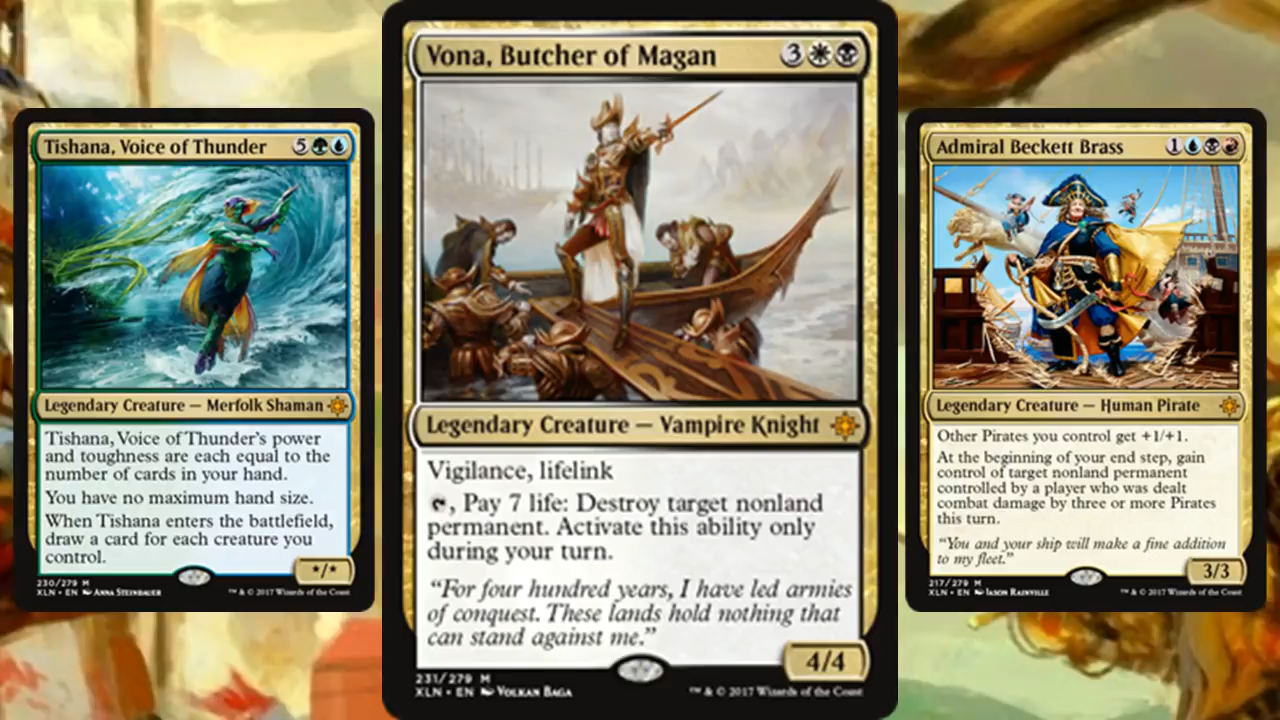 Tishana, Voice of Thunder 5
Legendary Creature — Merfolk Shaman
Tishana, Voice of Thunder's power
and toughness are each equal to the
number of cards in your hand.
You have no maximum hand size.
When Tishana enters the battlefield,
draw a card for each creature you
control.
*/*
230/279 M
XLN • EN Anna Steinbauer ™ & © 2017 Wizards of the Coast
Vona, Butcher of Magan 3
Legendary Creature — Vampire Knight
Vigilance, lifelink
, Pay 7 life: Destroy target nonland
permanent. Activate this ability only
during your turn.
“For four hundred years, I have led armies
of conquest. These lands hold nothing that
can stand against me.”
4/4
231/279 M
XLN • EN Volkan Baga ™ & © 2017 Wizards of the Coast
Admiral Beckett Brass 1
Legendary Creature — Human Pirate
Other Pirates you control get +1/+1.
At the beginning of your end step, gain
control of target nonland permanent
controlled by a player who was dealt
combat damage by three or more Pirates
this turn.
“You and your ship will make a fine addition
to my fleet.”
3/3
217/279 M
XLN • EN Jason Rainville ™ & © 2017 Wizards of the Coast